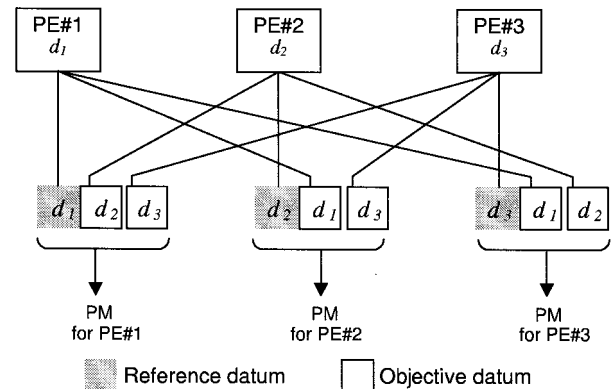 PE#1 PE#2 PE#3
d1 d2 d3
d1 d2 d3 d2 d1 d3 d3 d1 d2
PM PM PM
for PE#1 for PE#2 for PE#3
Reference datum Objective datum